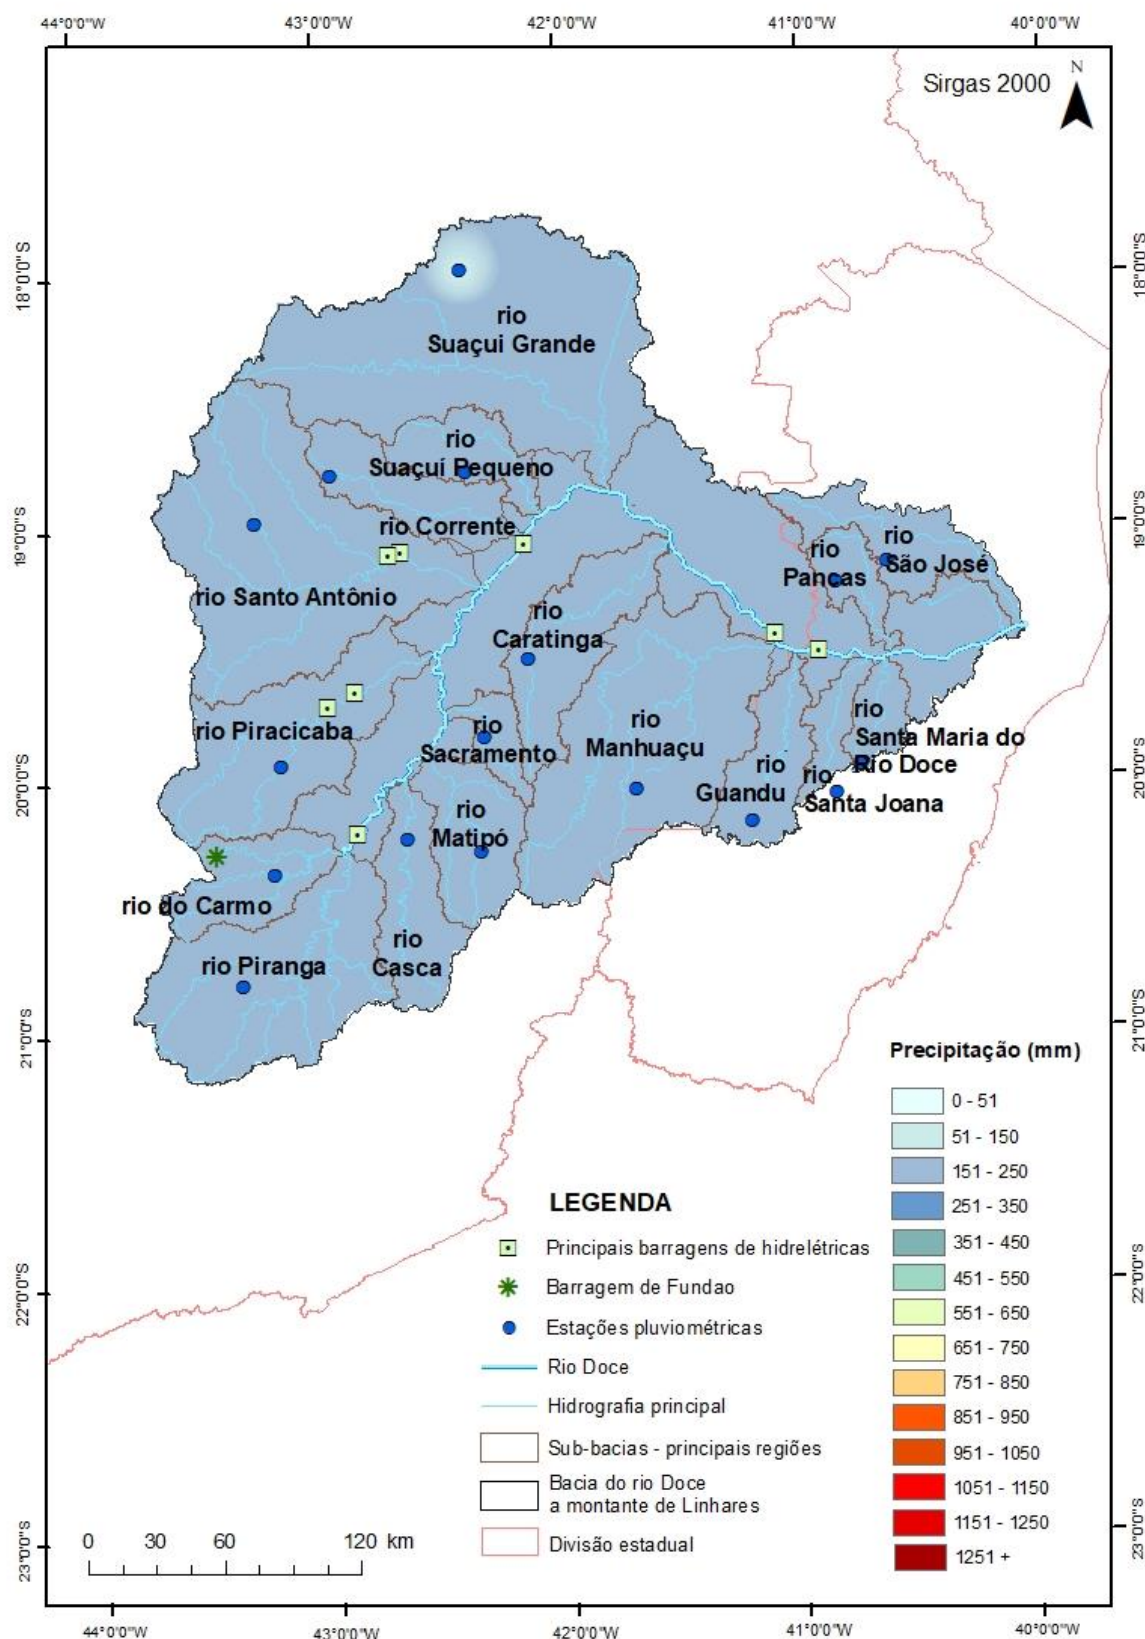 44°0'0"W 43°0'0"W 42°0'0"W 41°0'0"W 40°0'0"W
Sirgas 2000
N
18°0'0"S
18°0'0"S
rio
Suaçui Grande
rio
Suaçuí Pequeno
rio Corrente
19°0'0"S
19°0'0"S
rio
Pancas
rio
São José
rio Santo Antônio
rio
Caratinga
rio Piracicaba
rio
Sacramento
rio
Manhuaçu
rio
Santa Maria do
Rio Doce
rio
Guandu
rio
Santa Joana
20°0'0"S
20°0'0"S
rio
Matipó
rio do Carmo
rio
Casca
rio Piranga
21°0'0"S
21°0'0"S
Precipitação (mm)
0 - 51
51 - 150
151 - 250
251 - 350
351 - 450
451 - 550
551 - 650
651 - 750
751 - 850
851 - 950
951 - 1050
1051 - 1150
1151 - 1250
1251 +
LEGENDA
Principais barragens de hidrelétricas
Barragem de Fundao
Estações pluviométricas
Rio Doce
Hidrografia principal
Sub-bacias - principais regiões
Bacia do rio Doce
a montante de Linhares
Divisão estadual
22°0'0"S
22°0'0"S
23°0'0"S
23°0'0"S
0 30 60 120 km
44°0'0"W 43°0'0"W 42°0'0"W 41°0'0"W 40°0'0"W